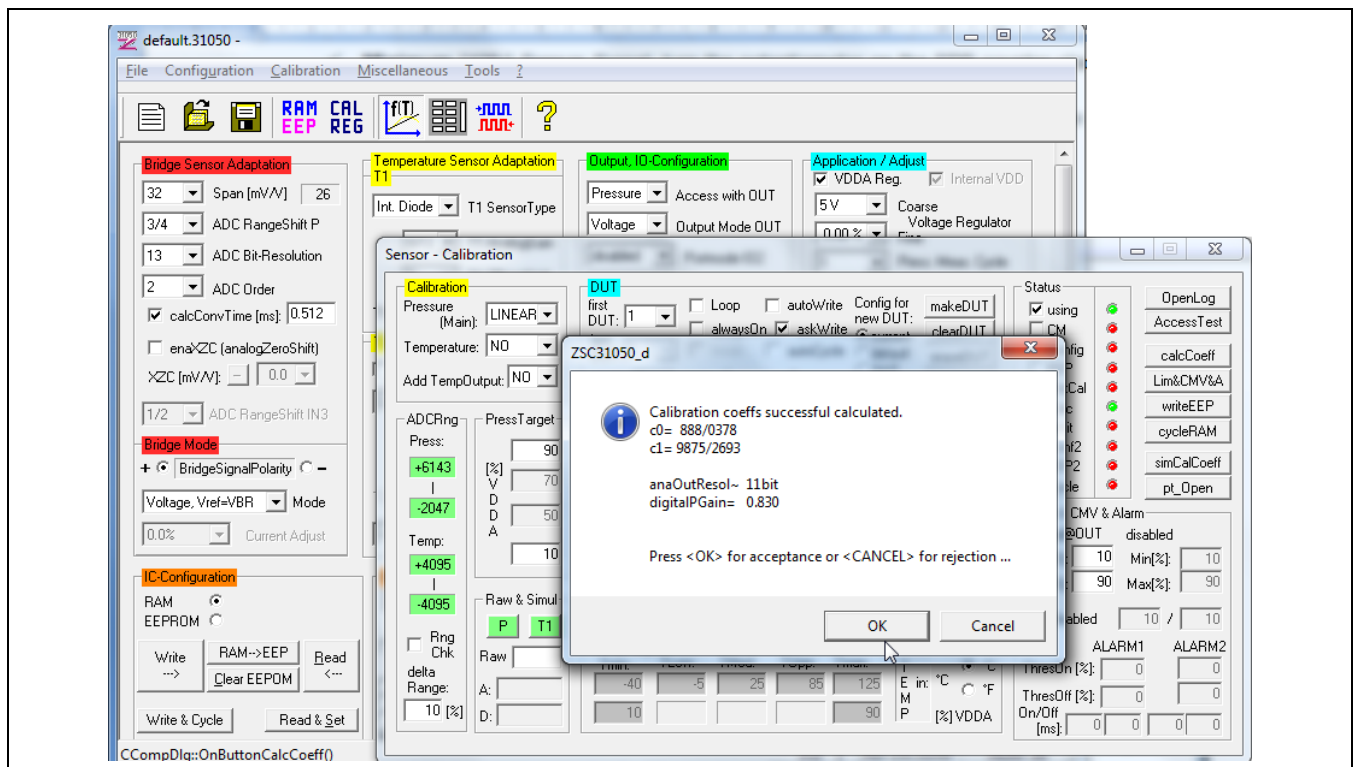 default.31050 -
File Configuration Calibration Miscellaneous Tools ?
RAM EEP
CAL REG
f(T)
?
Bridge Sensor Adaptation
32 Span [mV/V] 26
3/4 ADC RangeShift P
13 ADC Bit-Resolution
2 ADC Order
calcConvTime [ms]: 0.512
enaXZC (analogZeroShift)
XZC [mV/V]: - 0.0
1/2 ADC RangeShift IN3
Bridge Mode
+ BridgeSignalPolarity -
Voltage, Vref=VBR Mode
0.0% Current Adjust
IC-Configuration
RAM
EEPROM
Write --->
RAM-->EEP
Clear EEPOM
Read <---
Write & Cycle Read & Set
CCompDlg::OnButtonCalcCoeff()
Temperature Sensor Adaptation
T1
Int. Diode T1 SensorType
Output, IO-Configuration
Pressure Access with OUT
Voltage Output Mode OUT
Application / Adjust
VDDA Reg. Internal VDD
5 V Coarse
Voltage Regulator
0.00 %
Sensor - Calibration
Calibration
Pressure
(Main): LINEAR
Temperature: NO
Add TempOutput: NO
ADCRng
Press:
+6143
|
-2047
Temp:
+4095
|
-4095
Rng
Chk
delta
Range:
10 [%]
PressTarget
[%]
V
D
D
A
90
70
50
10
Raw & Simul
P T1
Raw
A:
D:
DUT
first
DUT: 1
Loop autoWrite
alwaysOn askWrite
Config for
new DUT:
makeDUT
clearDUT
Status
using
CM
OpenLog
AccessTest
calcCoeff
Lim&CMV&A
writeEEP
cycleRAM
simCalCoeff
pt_Open
ZSC31050_d
Calibration coeffs successful calculated.
c0= 888/0378
c1= 9875/2693
anaOutResol~ 11bit
digitalPGain= 0.830
Press <OK> for acceptance or <CANCEL> for rejection ...
OK Cancel
-40 -5 25 85 125
10 90
E in: °C °F
M
P [%] VDDA
CMV & Alarm
disabled
10 Min[%]: 10
90 Max[%]: 90
10 / 10
ALARM1 ALARM2
ThresOn [%]: 0 0
ThresOff [%]: 0 0
On/Off
[ms]: 0 0 0 0